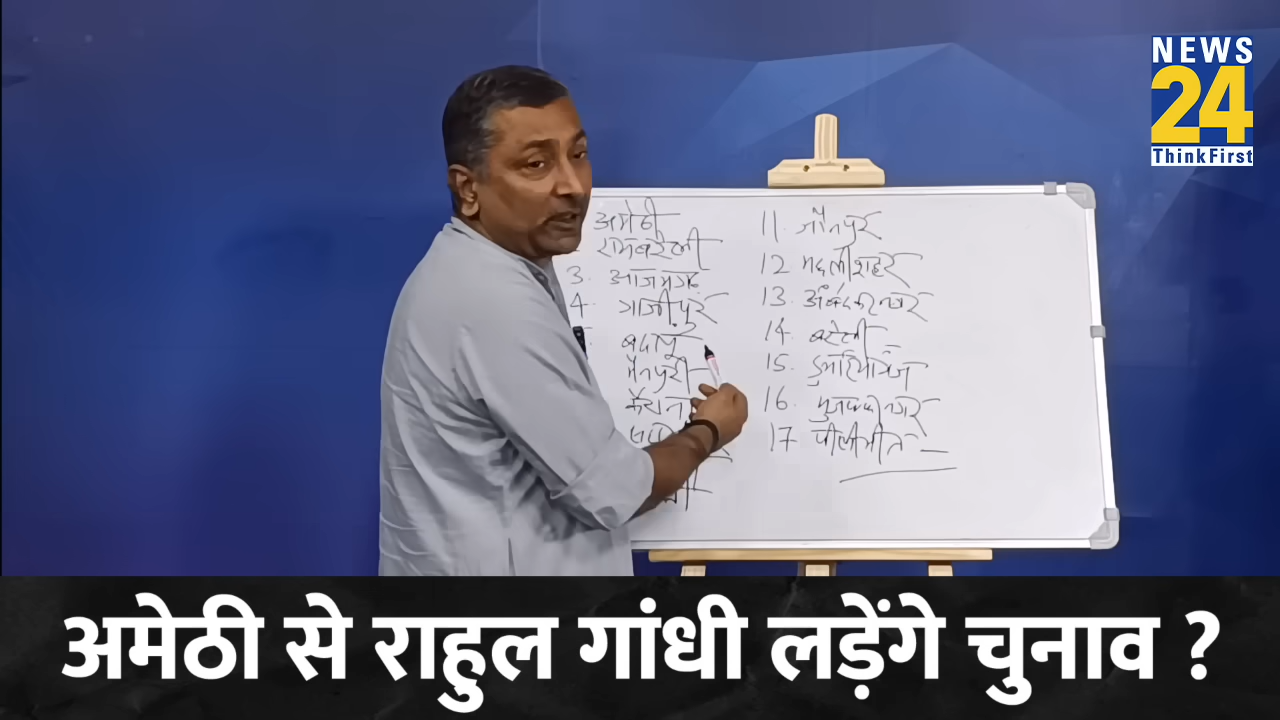 NEWS
24
ThinkFirst
अमेठी
रायबरेली
3. आजमगढ़
4. गाजीपुर
बदायू
मैनपुरी
कैराना
11. जौनपुर
12 मछलीशहर
13. अंबेडकरनगर
14. बरेली
15. डुमरियागंज
16. मुजफ्फरनगर
17 पीलीभीत
अमेठी से राहुल गांधी लड़ेंगे चुनाव ?